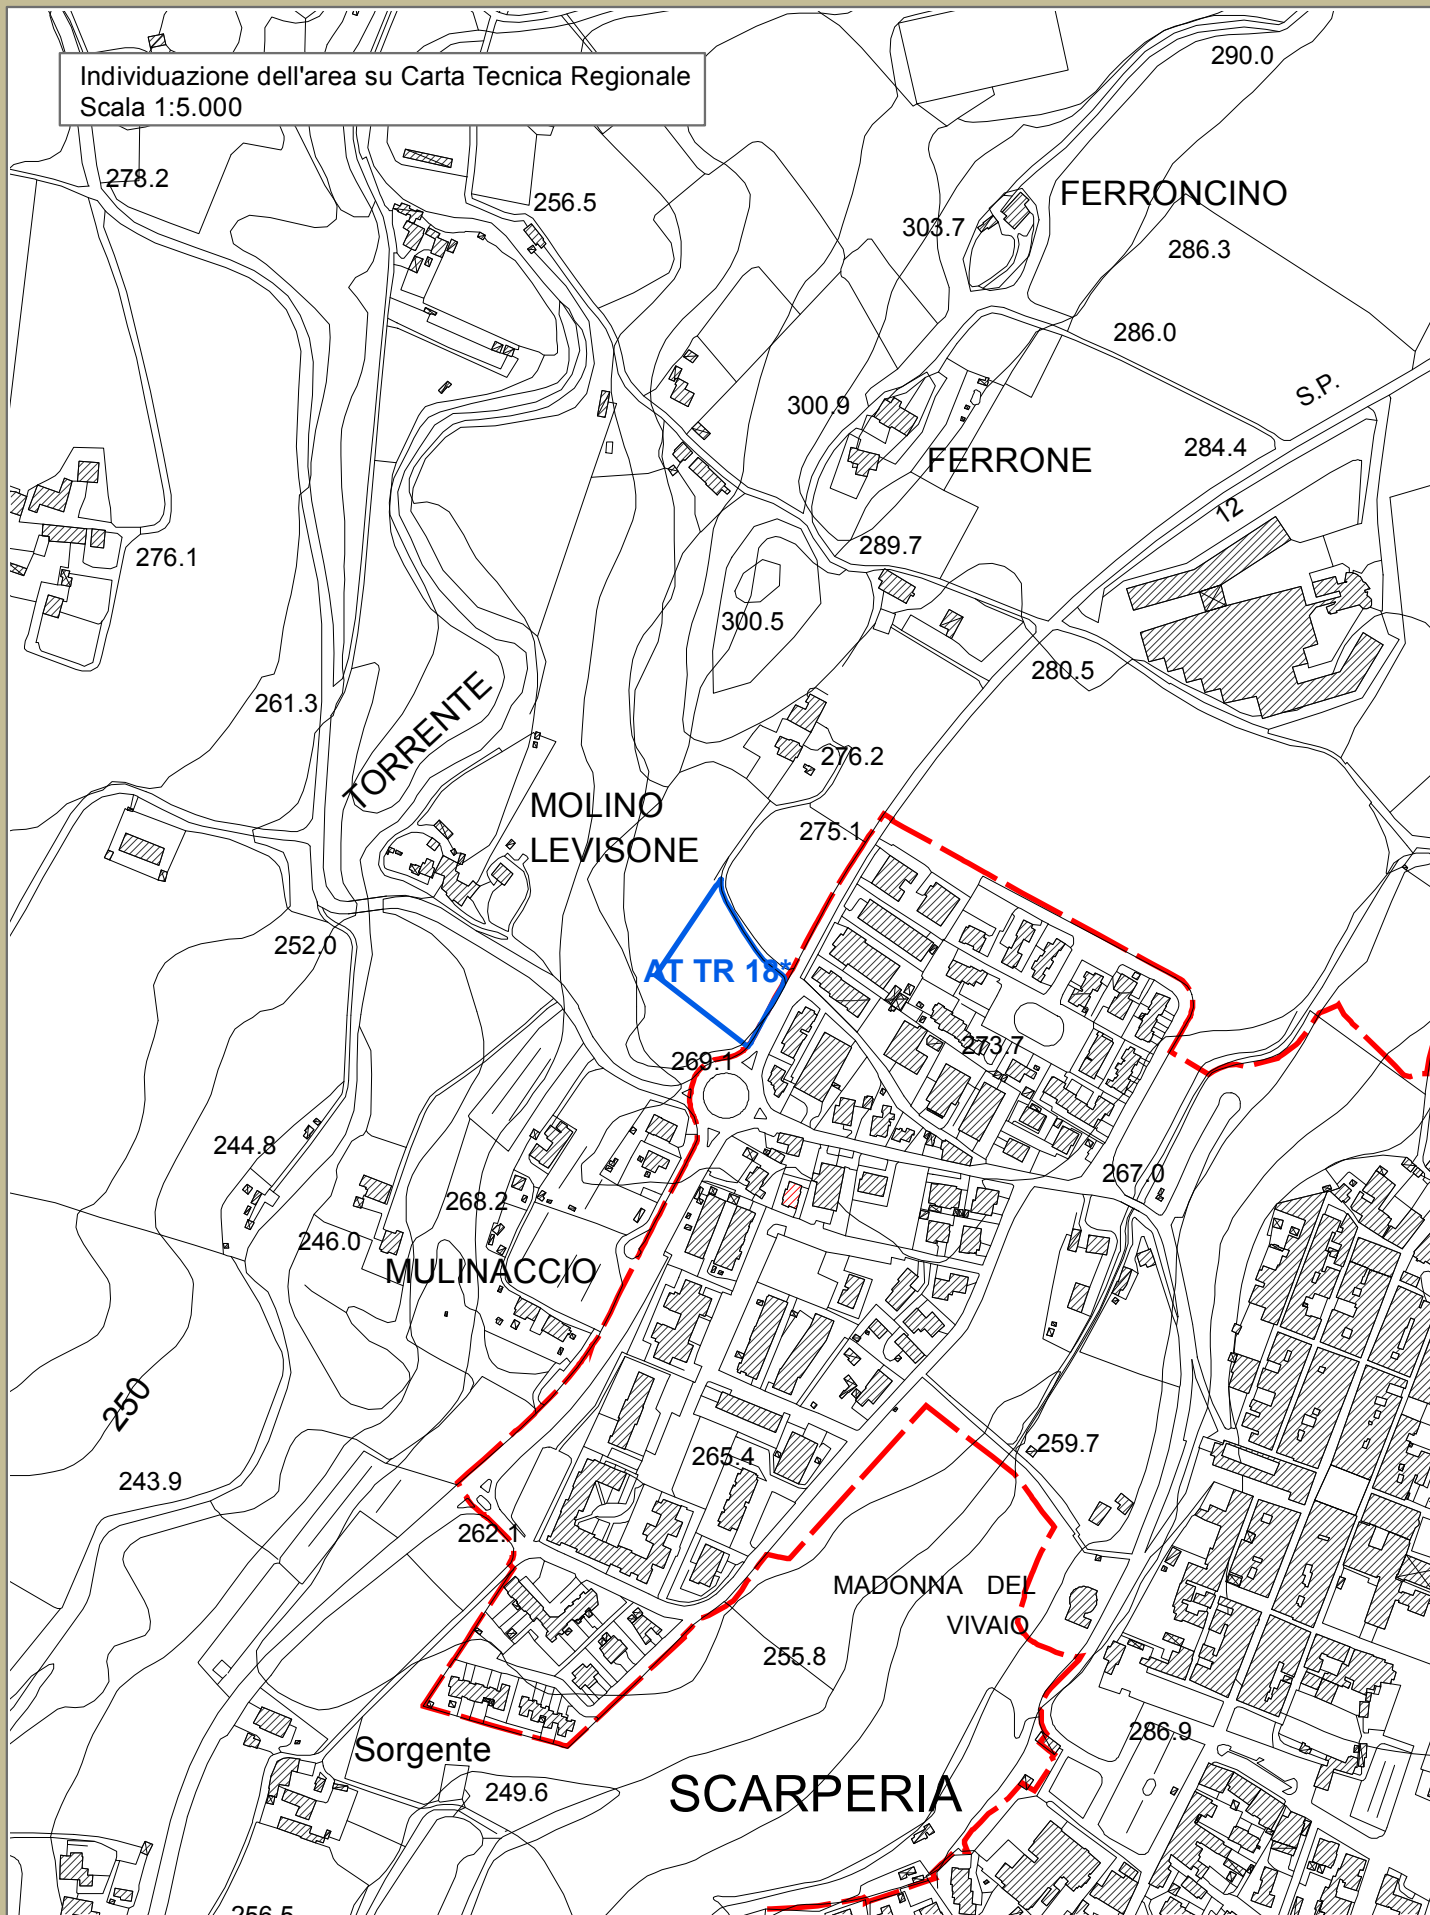 Individuazione dell'area su Carta Tecnica Regionale
Scala 1:5.000
290.0
278.2
256.5
FERRONCINO
303.7
286.3
286.0
S.P.
300.9
284.4
FERRONE
12
289.7
276.1
300.5
280.5
261.3
TORRENTE
276.2
MOLINO
LEVISONE
275.1
252.0
AT TR 18*
273.7
269.1
244.8
267.0
268.2
246.0
MULINACCIO
250
259.7
265.4
243.9
262.1
MADONNA DEL
VIVAIO
255.8
286.9
Sorgente
249.6
SCARPERIA
256.5